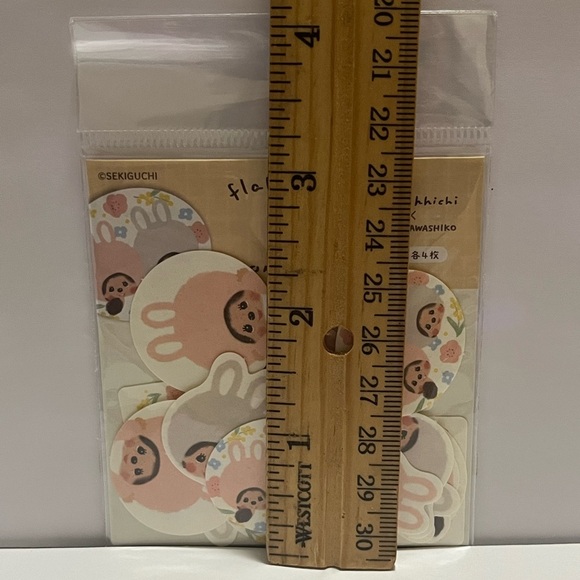 ©SEKIGUCHI
fla
hhichi
AWASHIKO
各4枚
4
3
2
1
20
21
22
23
24
25
26
27
28
29
30
WESTCOTT